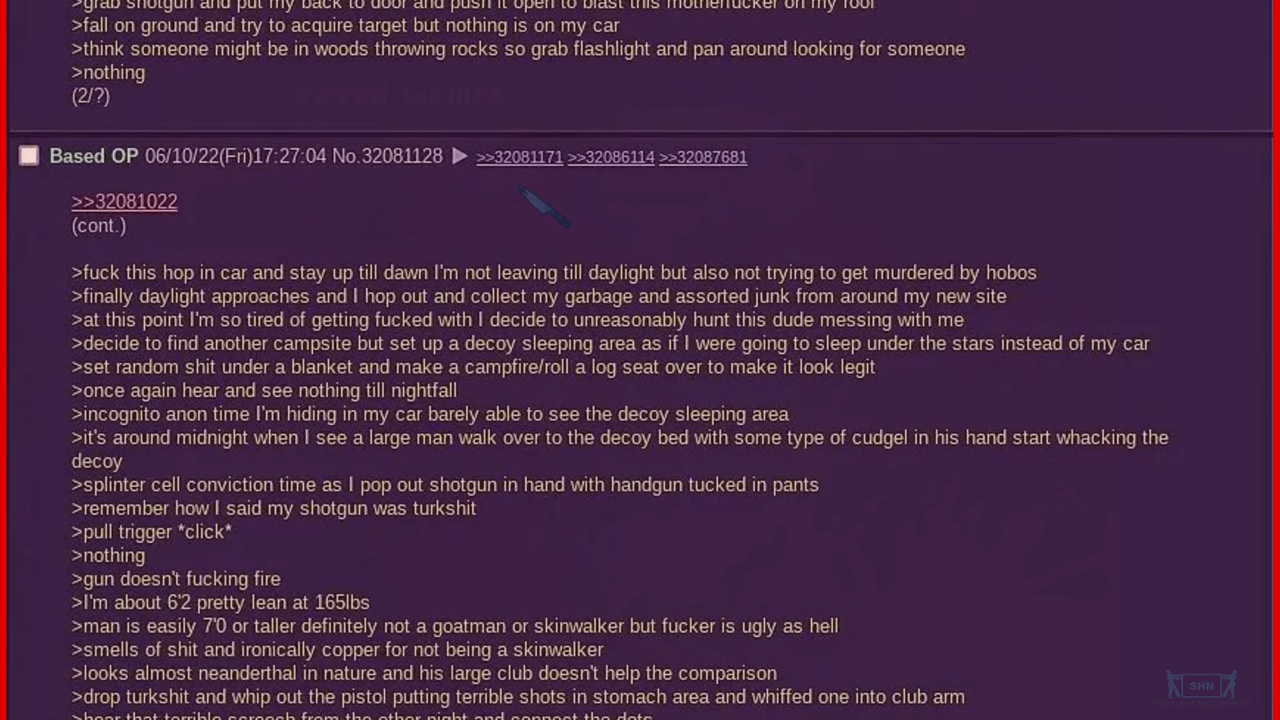 >grab shotgun and put my back to door and push it open to blast this motherfucker on my roof
>fall on ground and try to acquire target but nothing is on my car
>think someone might be in woods throwing rocks so grab flashlight and pan around looking for someone
>nothing
(2/?)
Based OP 06/10/22(Fri)17:27:04 No.32081128 ▶ >>32081171 >>32086114 >>32087681
>>32081022
(cont.)
>fuck this hop in car and stay up till dawn I'm not leaving till daylight but also not trying to get murdered by hobos
>finally daylight approaches and I hop out and collect my garbage and assorted junk from around my new site
>at this point I'm so tired of getting fucked with I decide to unreasonably hunt this dude messing with me
>decide to find another campsite but set up a decoy sleeping area as if I were going to sleep under the stars instead of my car
>set random shit under a blanket and make a campfire/roll a log seat over to make it look legit
>once again hear and see nothing till nightfall
>incognito anon time I'm hiding in my car barely able to see the decoy sleeping area
>it's around midnight when I see a large man walk over to the decoy bed with some type of cudgel in his hand start whacking the
decoy
>splinter cell conviction time as I pop out shotgun in hand with handgun tucked in pants
>remember how I said my shotgun was turkshit
>pull trigger *click*
>nothing
>gun doesn't fucking fire
>I'm about 6'2 pretty lean at 165lbs
>man is easily 7'0 or taller definitely not a goatman or skinwalker but fucker is ugly as hell
>smells of shit and ironically copper for not being a skinwalker
>looks almost neanderthal in nature and his large club doesn't help the comparison
>drop turkshit and whip out the pistol putting terrible shots in stomach area and whiffed one into club arm
>hear that terrible screech from the other night and connect the dots
SHN